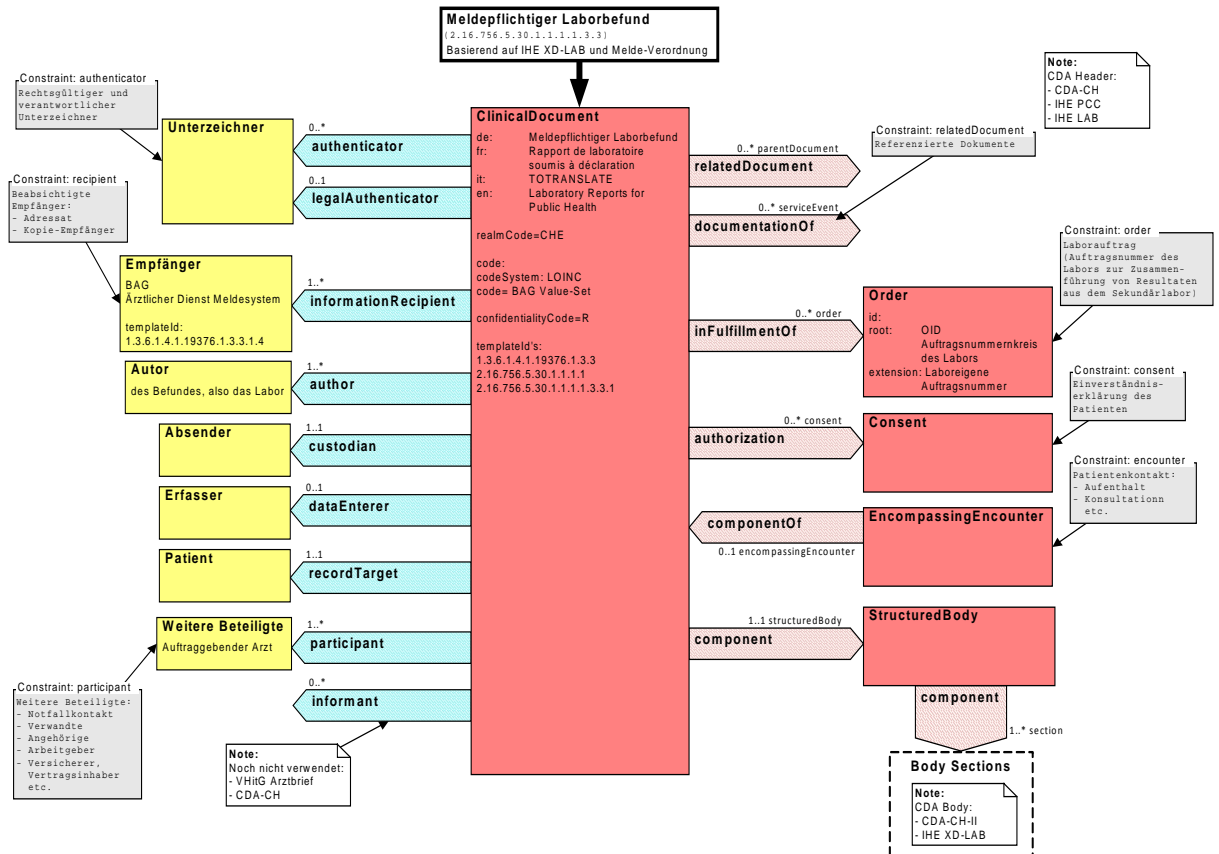 Meldepflichtiger Laborbefund
(2.16.756.5.30.1.1.1.1.3.3)
Basierend auf IHE XD-LAB und Melde-Verordnung
Note:
CDA Header:
- CDA-CH
- IHE PCC
- IHE LAB
Constraint: authenticator
Rechtsgültiger und
verantwortlicher
Unterzeichner
Unterzeichner
0..*
authenticator
0..1
legalAuthenticator
Constraint: recipient
Beabsichtigte
Empfänger:
- Adressat
- Kopie-Empfänger
Empfänger
BAG
Ärztlicher Dienst Meldesystem
templateId:
1.3.6.1.4.1.19376.1.3.3.1.4
1..*
informationRecipient
Autor
des Befundes, also das Labor
1..*
author
Absender
1..1
custodian
Erfasser
0..1
dataEnterer
Patient
1..1
recordTarget
Weitere Beteiligte
Auftraggebender Arzt
1..*
participant
0..*
informant
Constraint: participant
Weitere Beteiligte:
- Notfallkontakt
- Verwandte
- Angehörige
- Arbeitgeber
- Versicherer,
Vertragsinhaber
etc.
Note:
Noch nicht verwendet:
- VHitG Arztbrief
- CDA-CH
ClinicalDocument
de: Meldepflichtiger Laborbefund
fr: Rapport de laboratoire
soumis à déclaration
it: TOTRANSLATE
en: Laboratory Reports for
Public Health
realmCode=CHE
code:
codeSystem: LOINC
code= BAG Value-Set
confidentialityCode=R
templateId's:
1.3.6.1.4.1.19376.1.3.3
2.16.756.5.30.1.1.1.1
2.16.756.5.30.1.1.1.1.3.3.1
0..* parentDocument
relatedDocument
Constraint: relatedDocument
Referenzierte Dokumente
0..* serviceEvent
documentationOf
0..* order
inFulfillmentOf
Order
id:
root: OID
Auftragsnummernkreis
des Labors
extension: Laboreigene
Auftragsnummer
Constraint: order
Laborauftrag
(Auftragsnummer des
Labors zur Zusammen-
führung von Resultaten
aus dem Sekundärlabor)
0..* consent
authorization
Consent
Constraint: consent
Einverständnis-
erklärung des
Patienten
componentOf
0..1 encompassingEncounter
EncompassingEncounter
Constraint: encounter
Patientenkontakt:
- Aufenthalt
- Konsultationn
etc.
1..1 structuredBody
component
StructuredBody
component
1..* section
Body Sections
Note:
CDA Body:
- CDA-CH-II
- IHE XD-LAB